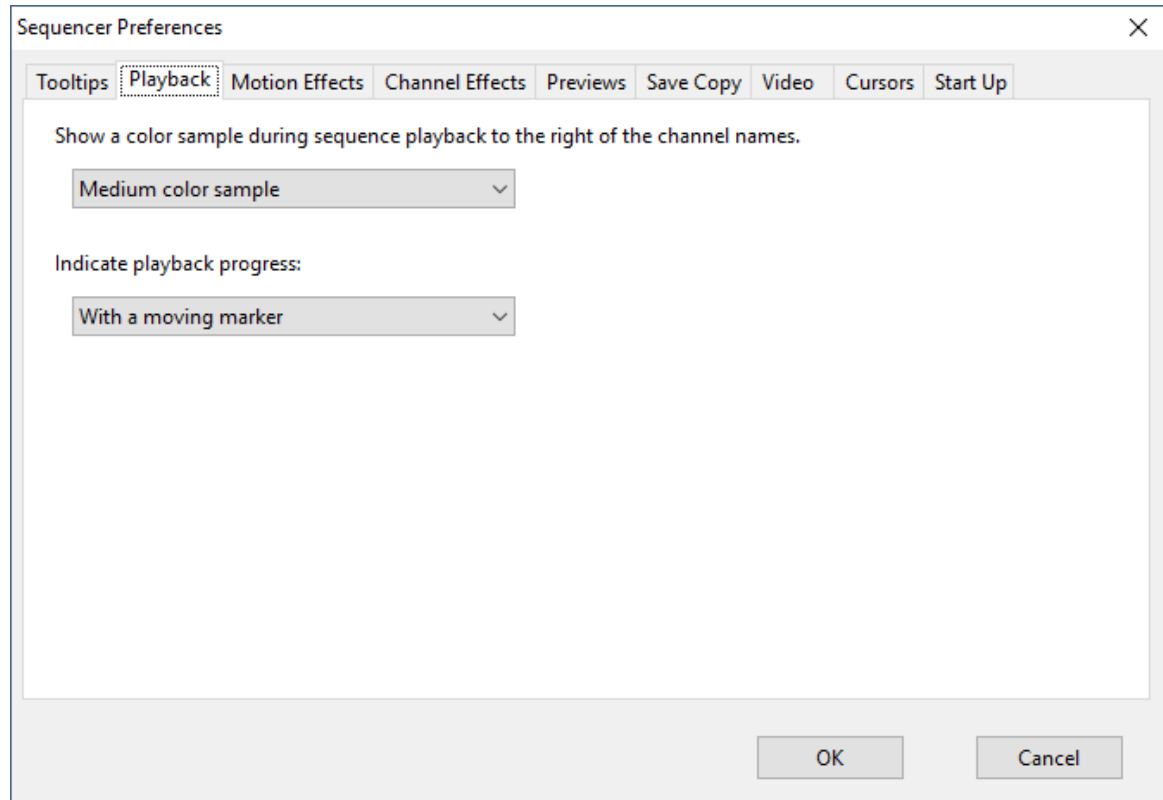 Sequencer Preferences
Tooltips Playback Motion Effects Channel Effects Previews Save Copy Video Cursors Start Up
Show a color sample during sequence playback to the right of the channel names.
Medium color sample
Indicate playback progress:
With a moving marker
OK Cancel